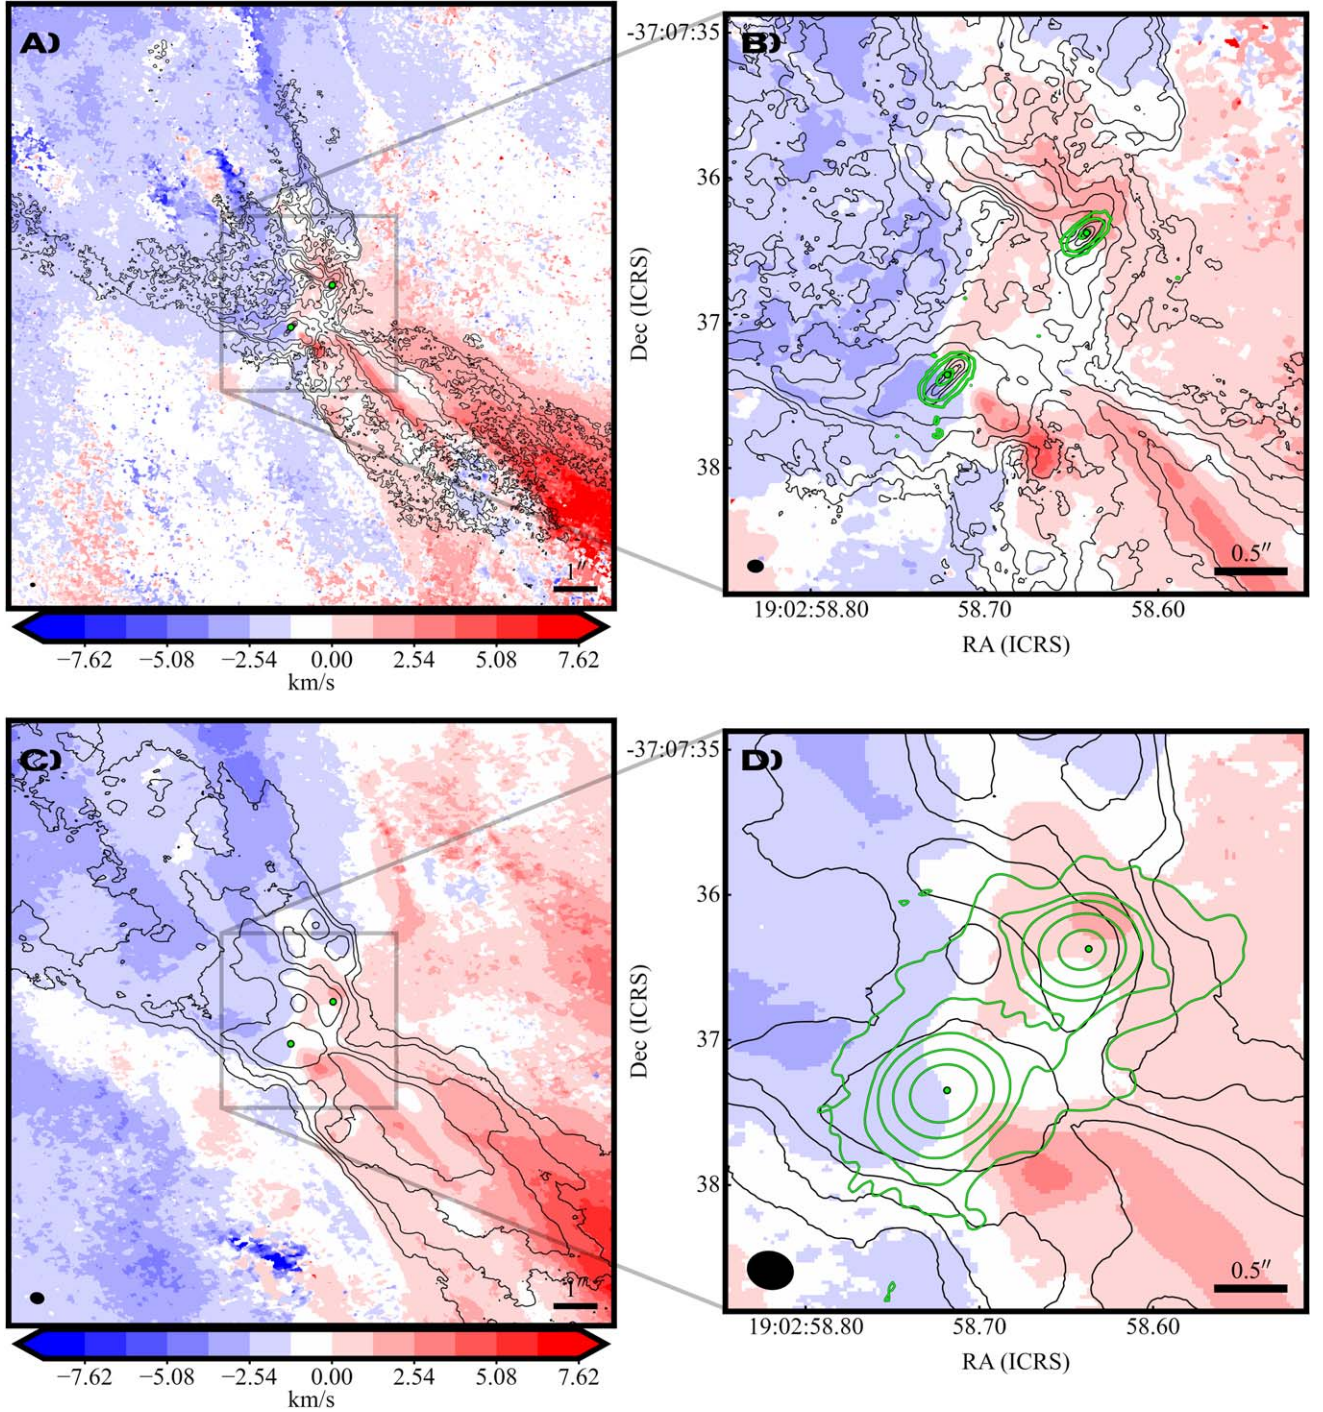 A)
1″
−7.62 −5.08 −2.54 0.00 2.54 5.08 7.62
km/s
B)
-37:07:35
36
37
38
Dec (ICRS)
0.5″
19:02:58.80 58.70 58.60
RA (ICRS)
C)
1″
−7.62 −5.08 −2.54 0.00 2.54 5.08 7.62
km/s
D)
-37:07:35
36
37
38
Dec (ICRS)
0.5″
19:02:58.80 58.70 58.60
RA (ICRS)